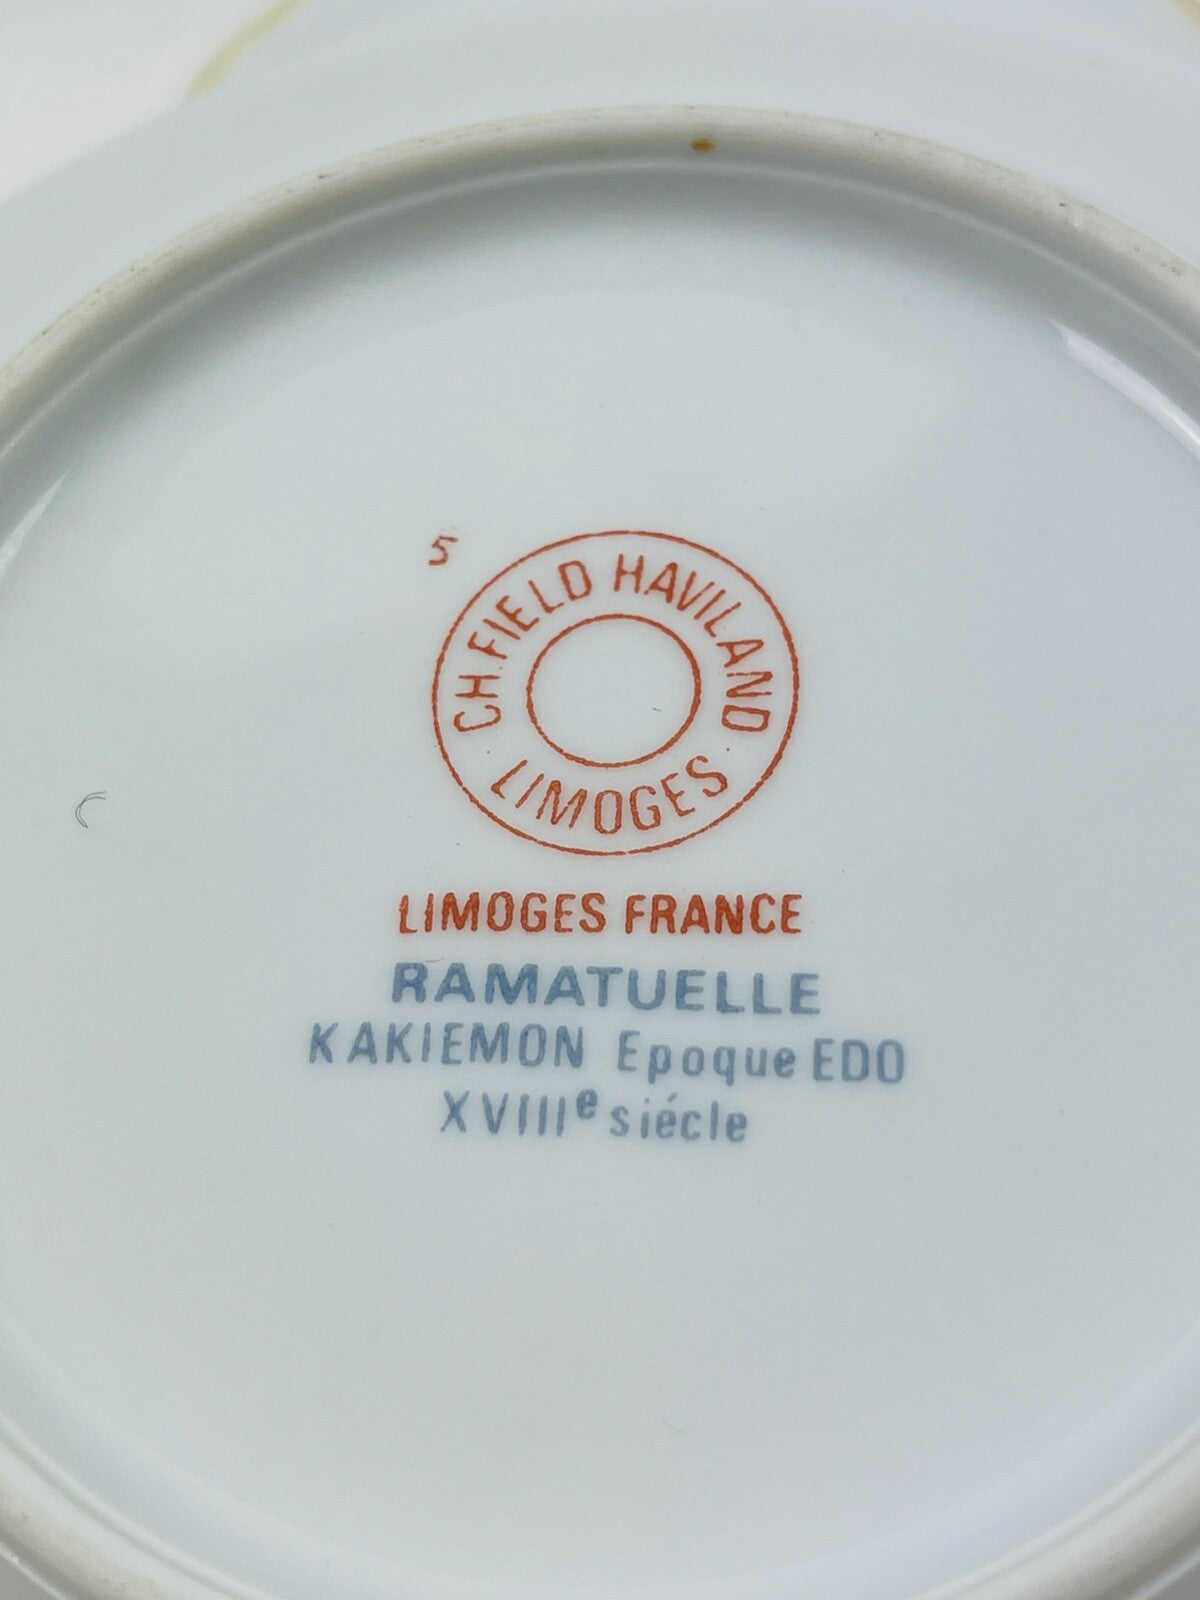 5
CH. FIELD HAVILAND
LIMOGES
LIMOGES FRANCE
RAMATUELLE
KAKIEMON Epoque EDO
XVIIIe siécle